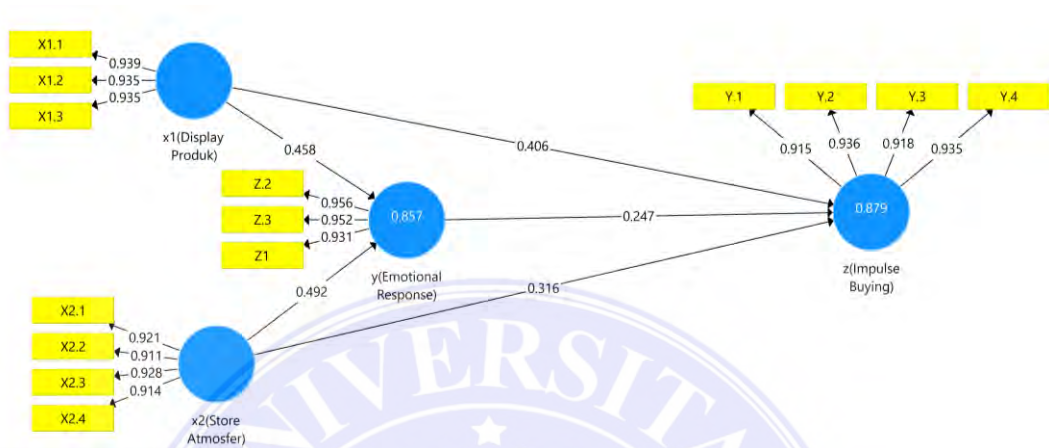 X1.1
X1.2
X1.3
0.939
0.935
0.935
x1(Display
Produk)
0.458
0.406
Y.1
Y.2
Y.3
Y.4
0.915
0.936
0.918
0.935
Z.2
Z.3
Z1
0.956
0.952
0.931
0.857
y(Emotional
Response)
0.247
0.879
z(Impulse
Buying)
0.492
0.316
X2.1
X2.2
X2.3
X2.4
0.921
0.911
0.928
0.914
x2(Store
Atmosfer)
NIVERSITA